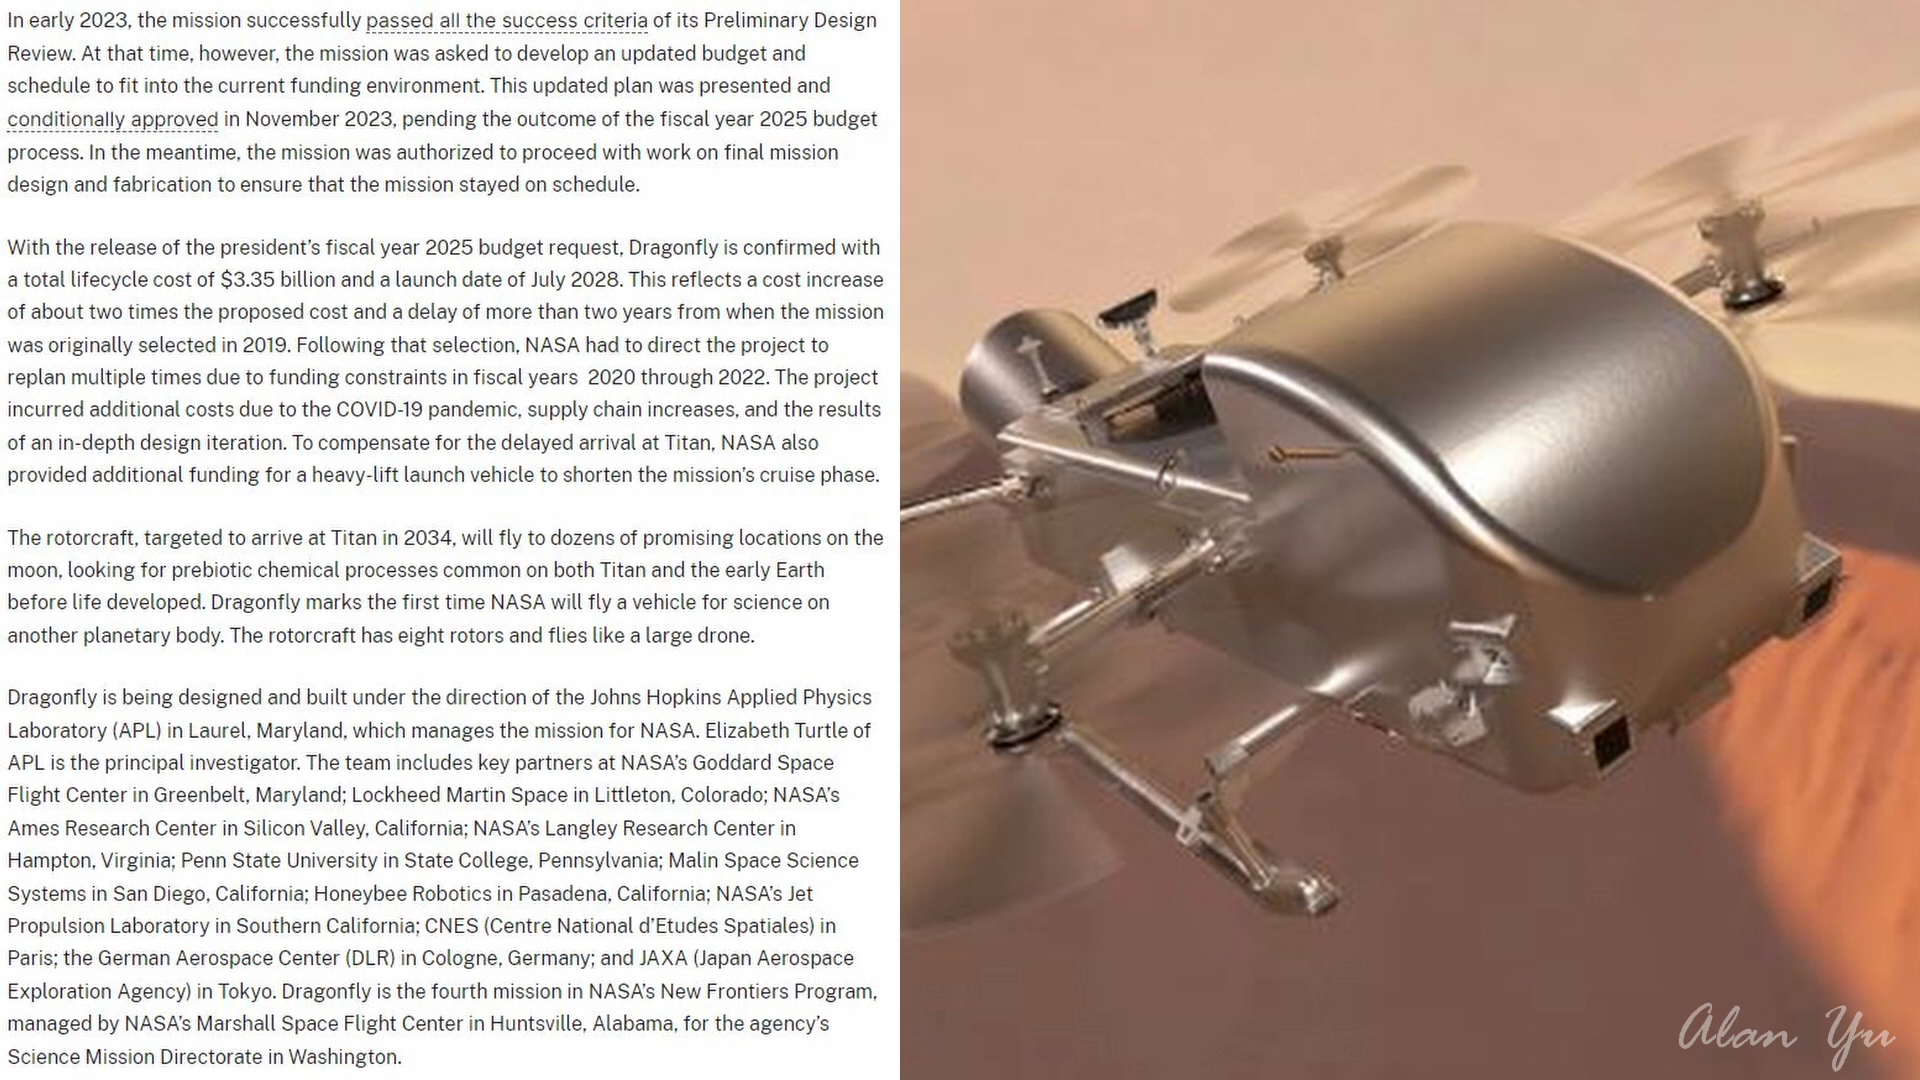 In early 2023, the mission successfully passed all the success criteria of its Preliminary Design
Review. At that time, however, the mission was asked to develop an updated budget and
schedule to fit into the current funding environment. This updated plan was presented and
conditionally approved in November 2023, pending the outcome of the fiscal year 2025 budget
process. In the meantime, the mission was authorized to proceed with work on final mission
design and fabrication to ensure that the mission stayed on schedule.
With the release of the president’s fiscal year 2025 budget request, Dragonfly is confirmed with
a total lifecycle cost of $3.35 billion and a launch date of July 2028. This reflects a cost increase
of about two times the proposed cost and a delay of more than two years from when the mission
was originally selected in 2019. Following that selection, NASA had to direct the project to
replan multiple times due to funding constraints in fiscal years 2020 through 2022. The project
incurred additional costs due to the COVID-19 pandemic, supply chain increases, and the results
of an in-depth design iteration. To compensate for the delayed arrival at Titan, NASA also
provided additional funding for a heavy-lift launch vehicle to shorten the mission’s cruise phase.
The rotorcraft, targeted to arrive at Titan in 2034, will fly to dozens of promising locations on the
moon, looking for prebiotic chemical processes common on both Titan and the early Earth
before life developed. Dragonfly marks the first time NASA will fly a vehicle for science on
another planetary body. The rotorcraft has eight rotors and flies like a large drone.
Dragonfly is being designed and built under the direction of the Johns Hopkins Applied Physics
Laboratory (APL) in Laurel, Maryland, which manages the mission for NASA. Elizabeth Turtle of
APL is the principal investigator. The team includes key partners at NASA’s Goddard Space
Flight Center in Greenbelt, Maryland; Lockheed Martin Space in Littleton, Colorado; NASA’s
Ames Research Center in Silicon Valley, California; NASA’s Langley Research Center in
Hampton, Virginia; Penn State University in State College, Pennsylvania; Malin Space Science
Systems in San Diego, California; Honeybee Robotics in Pasadena, California; NASA’s Jet
Propulsion Laboratory in Southern California; CNES (Centre National d’Etudes Spatiales) in
Paris; the German Aerospace Center (DLR) in Cologne, Germany; and JAXA (Japan Aerospace
Exploration Agency) in Tokyo. Dragonfly is the fourth mission in NASA’s New Frontiers Program,
managed by NASA’s Marshall Space Flight Center in Huntsville, Alabama, for the agency’s
Science Mission Directorate in Washington.
Alan Yu